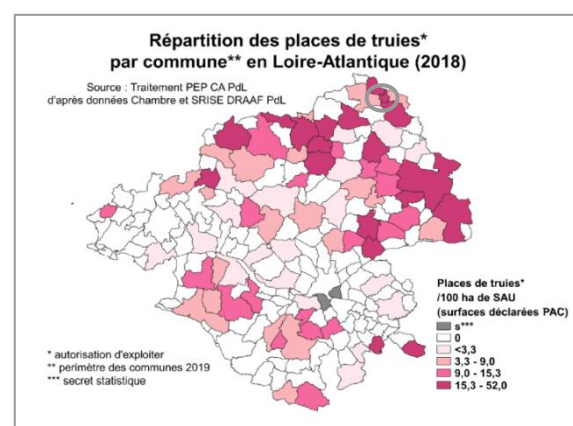 Répartition des places de truies*
par commune** en Loire-Atlantique (2018)
Source : Traitement PEP CA PdL
d'après données Chambre et SRISE DRAAF PdL
Places de truies*
/100 ha de SAU
(surfaces déclarées PAC)
s***
0
<3,3
3,3 - 9,0
9,0 - 15,3
15,3 - 52,0
* autorisation d'exploiter
** perimètre des communes 2019
*** secret statistique